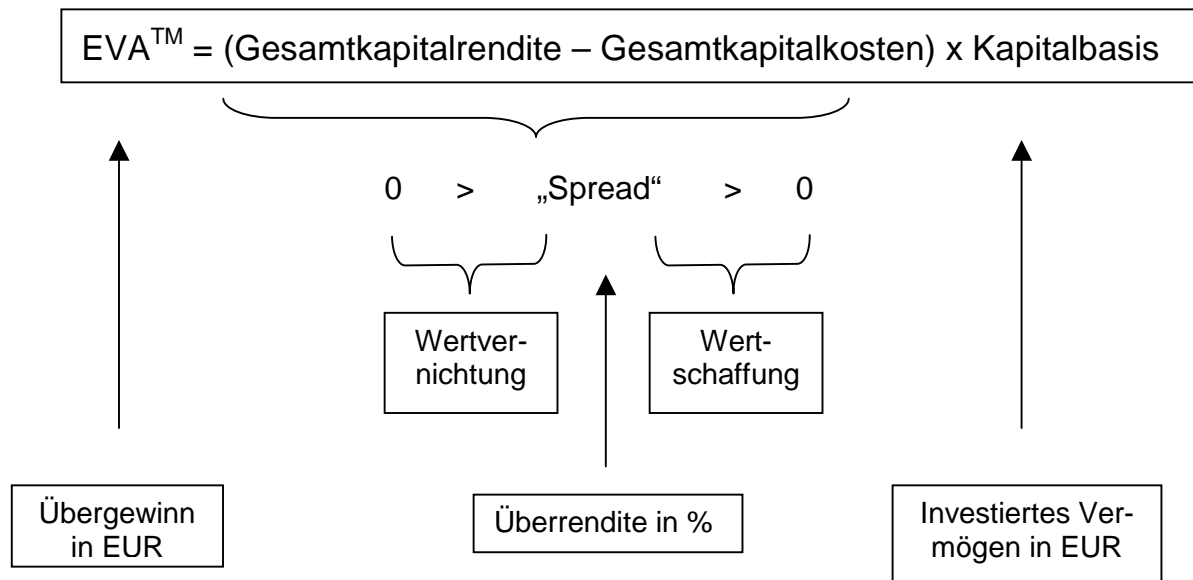 EVA™ = (Gesamtkapitalrendite – Gesamtkapitalkosten) x Kapitalbasis
0 > „Spread“ > 0
Wertver-
nichtung
Wert-
schaffung
Übergewinn
in EUR
Überrendite in %
Investiertes Ver-
mögen in EUR